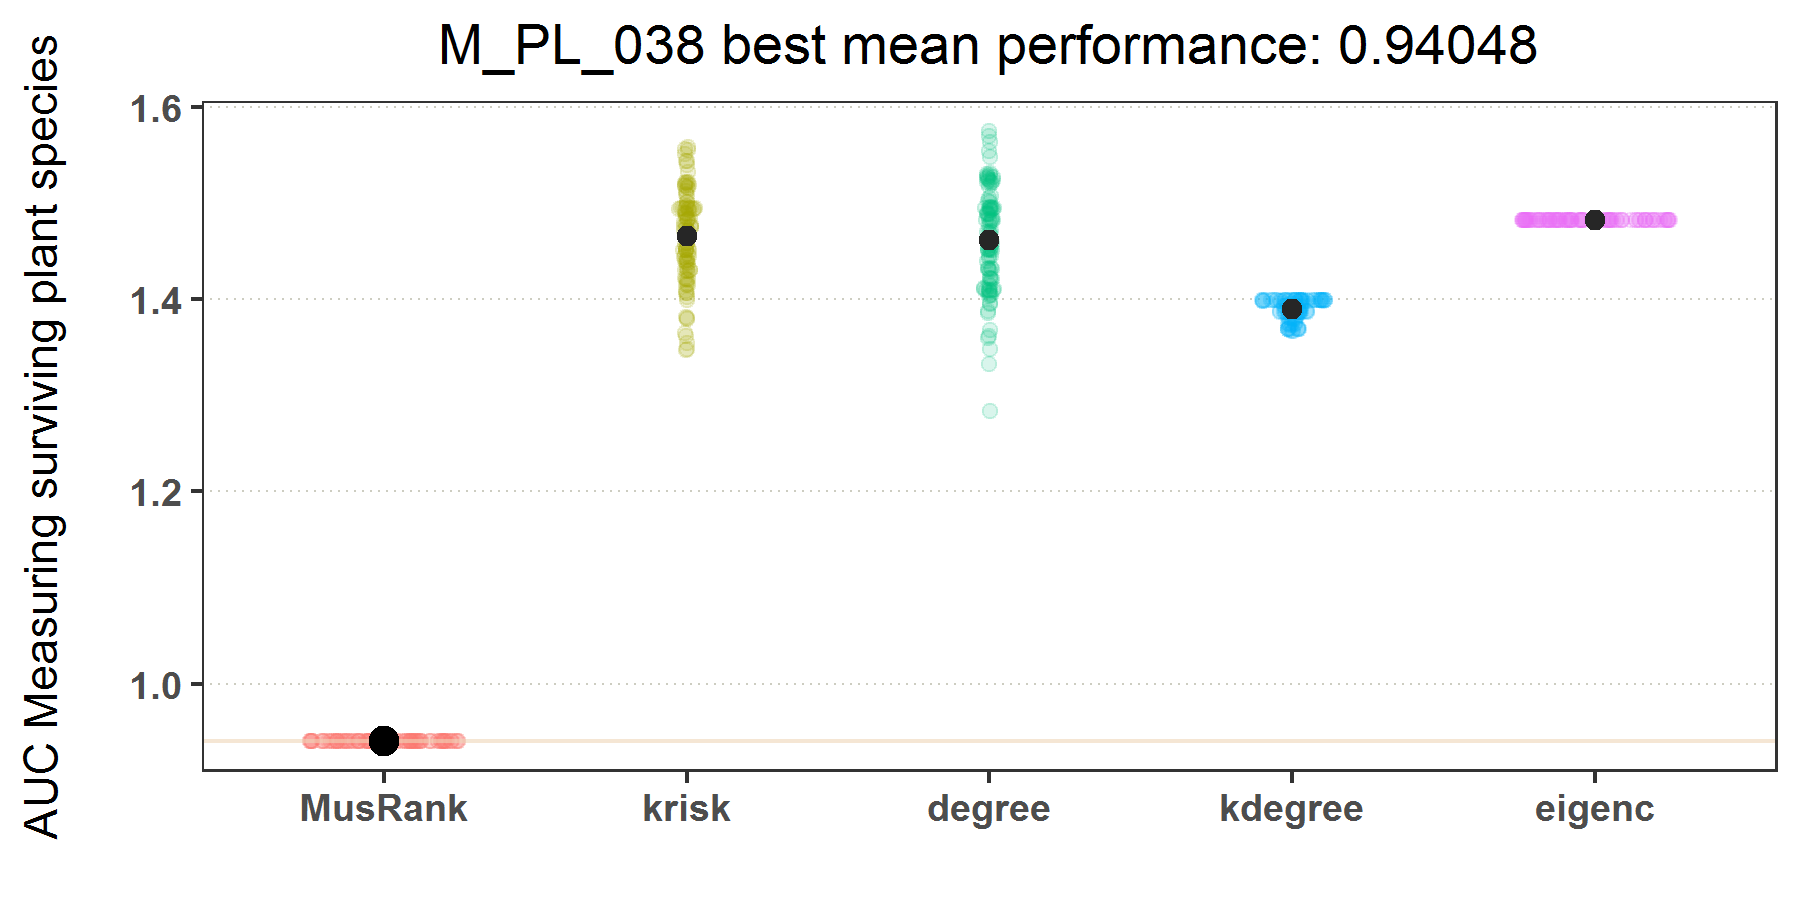 M_PL_038 best mean performance: 0.94048
AUC Measuring surviving plant species
1.6
1.4
1.2
1.0
MusRank krisk degree kdegree eigenc